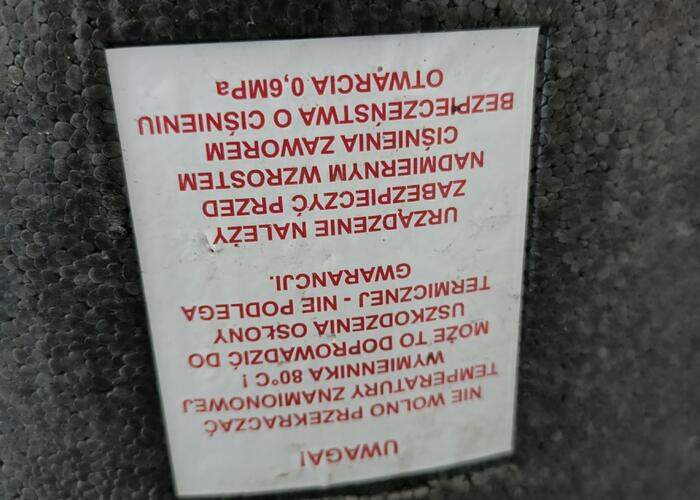 UWAGA!
NIE WOLNO PRZEKRACZAĆ
TEMPERATURY ZNAMIONOWEJ
WYMIENNIKA 80°C !
MOŻE TO DOPROWADZIĆ DO
USZKODZENIA OSŁONY
TERMICZNEJ - NIE PODLEGA
GWARANCJI.
URZĄDZENIE NALEŻY
ZABEZPIECZYĆ PRZED
NADMIERNYM WZROSTEM
CIŚNIENIA ZAWOREM
BEZPIECZEŃSTWA O CIŚNIENIU
OTWARCIA 0,6MPa